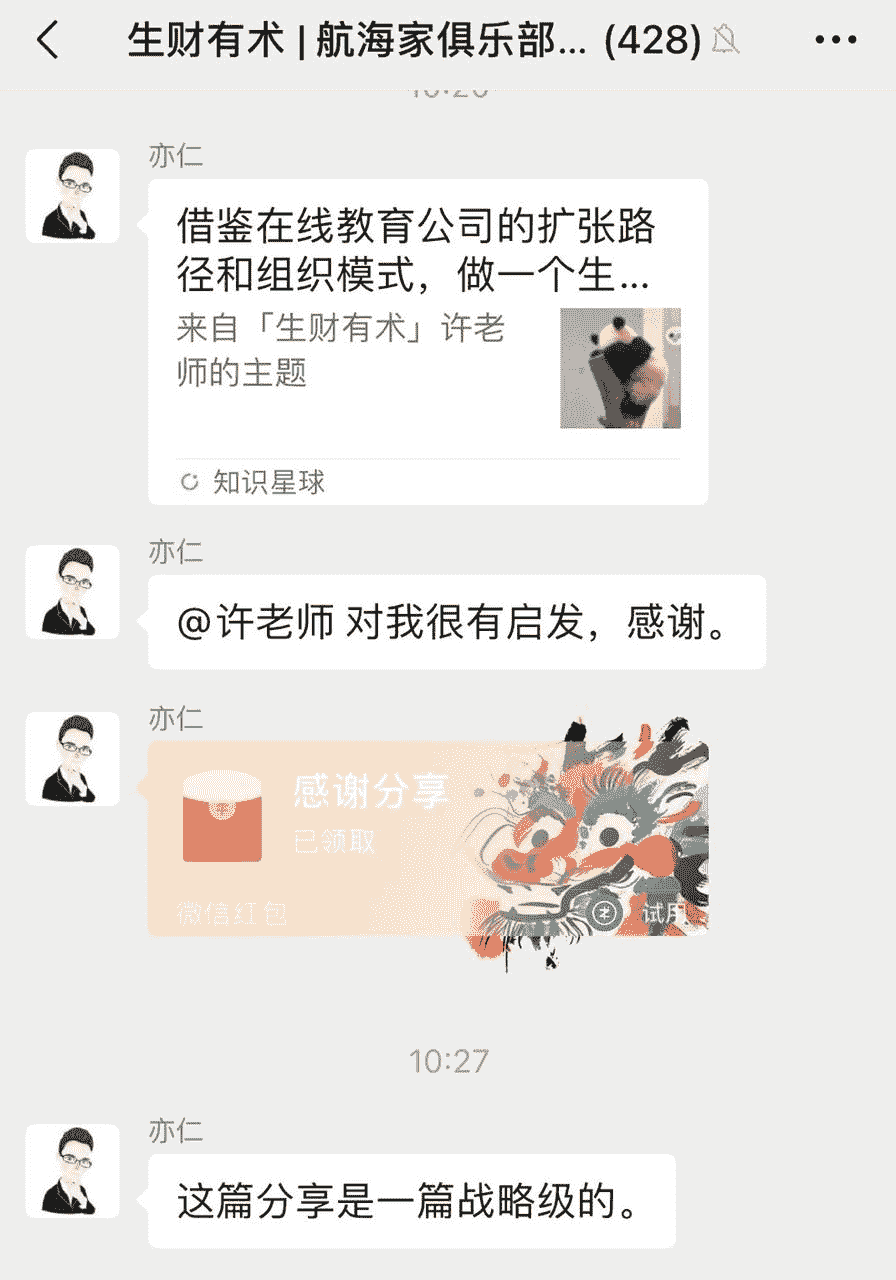 生财有术 | 航海家俱乐部... (428)
亦仁
借鉴在线教育公司的扩张路
径和组织模式，做一个生...
来自「生财有术」许老
师的主题
知识星球
亦仁
@许老师 对我很有启发，感谢。
亦仁
感谢分享
已领取
微信红包
试用
10:27
亦仁
这篇分享是一篇战略级的。